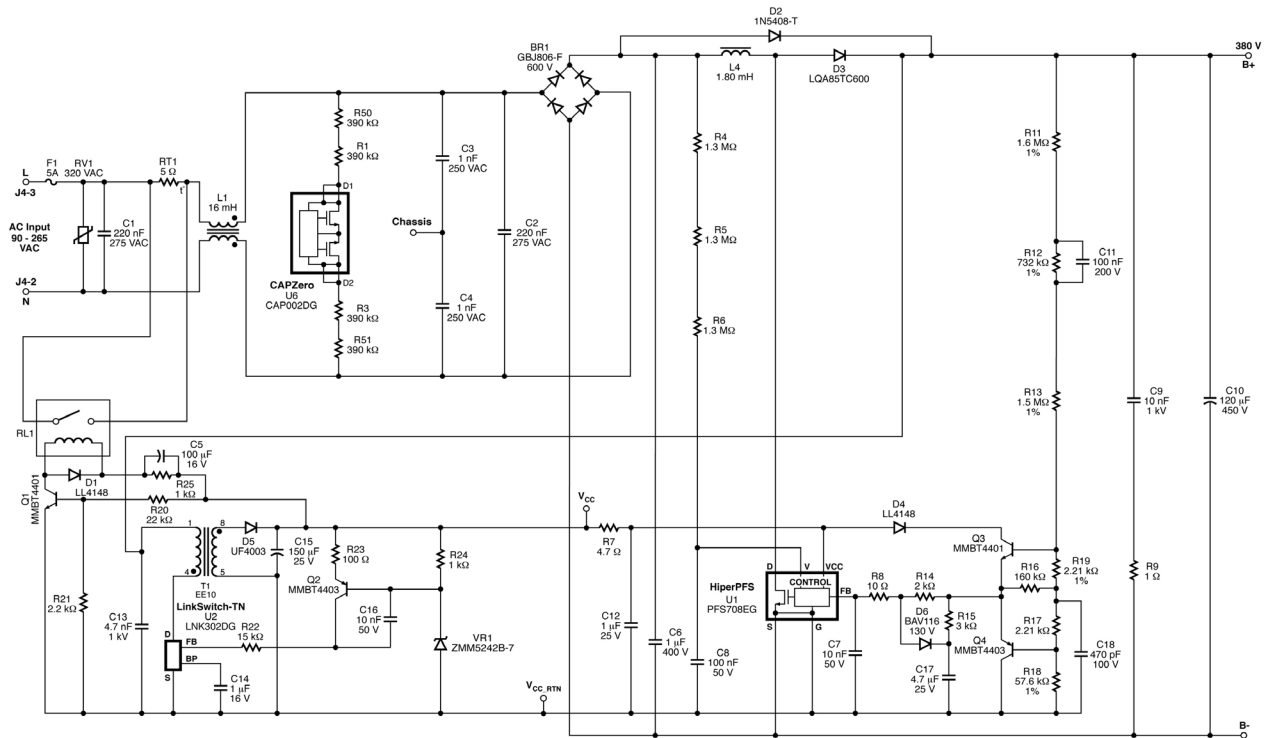 D2
1N5408-T
BR1
GBJ806-F
600 V
380 V
B+
L4
1.80 mH
D3
LQA85TC600
R50
390 kΩ
R1
390 kΩ
C3
1 nF
250 VAC
R4
1.3 MΩ
R11
1.6 MΩ
1%
F1
5A
RV1
320 VAC
RT1
5 Ω
t°
L
J4-3
L1
16 mH
D1
C1
220 nF
275 VAC
AC Input
90 - 265
VAC
Chassis
C2
220 nF
275 VAC
R5
1.3 MΩ
R12
732 kΩ
1%
C11
100 nF
200 V
J4-2
N
D2
CAPZero
U6
CAP002DG
C4
1 nF
250 VAC
R3
390 kΩ
R51
390 kΩ
R6
1.3 MΩ
R13
1.5 MΩ
1%
C9
10 nF
1 kV
C10
120 µF
450 V
RL1
C5
100 µF
16 V
D1
LL4148
R25
1 kΩ
Q1
MMBT4401
R20
22 kΩ
VCC
D4
LL4148
1
8
D5
UF4003
C15
150 µF
25 V
R23
100 Ω
R24
1 kΩ
R7
4.7 Ω
Q3
MMBT4401
4
5
T1
EE10
Q2
MMBT4403
D
V
VCC
CONTROL
FB
S
G
HiperPFS
U1
PFS708EG
R8
10 Ω
R14
2 kΩ
R16
160 kΩ
R19
2.21 kΩ
1%
R9
1 Ω
R21
2.2 kΩ
C13
4.7 nF
1 kV
LinkSwitch-TN
U2
LNK302DG
C16
10 nF
50 V
D6
BAV116
130 V
R15
3 kΩ
R17
2.21 kΩ
D
FB
BP
S
R22
15 kΩ
VR1
ZMM5242B-7
C12
1 µF
25 V
C6
1 µF
400 V
C8
100 nF
50 V
C7
10 nF
50 V
Q4
MMBT4403
C18
470 pF
100 V
C14
1 µF
16 V
C17
4.7 µF
25 V
R18
57.6 kΩ
1%
VCC_RTN
B-